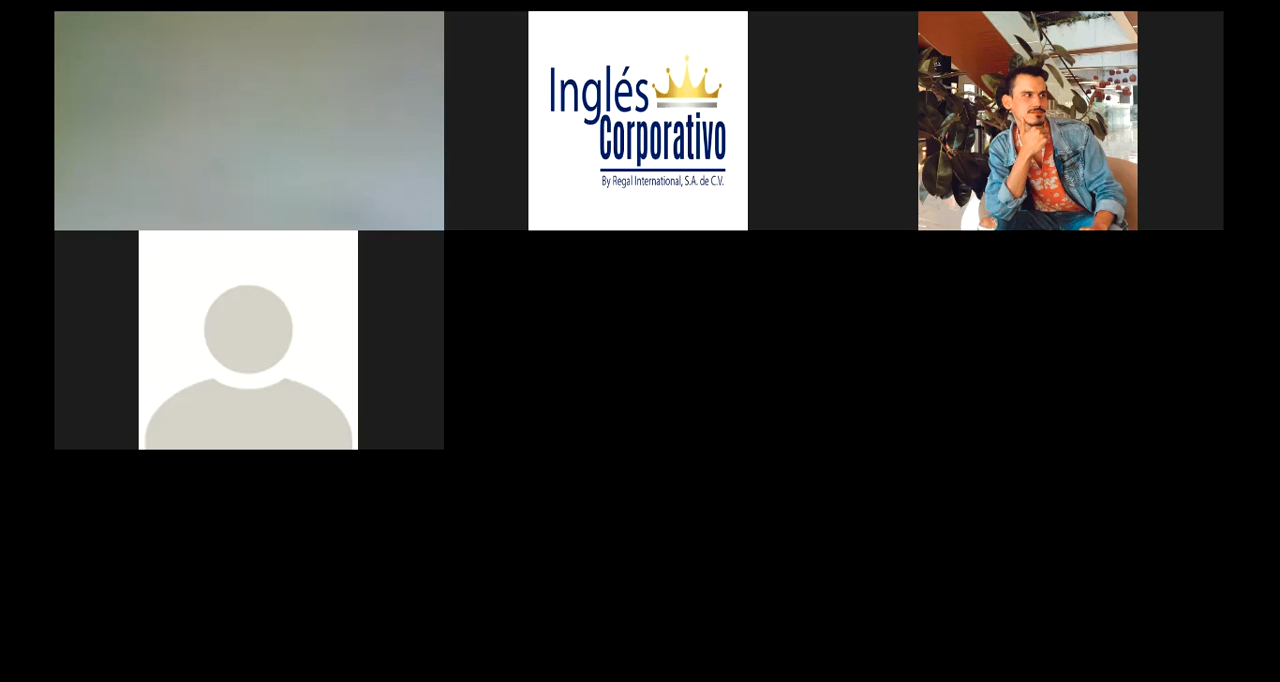 Inglés
Corporativo
By Regal International, S.A. de C.V.